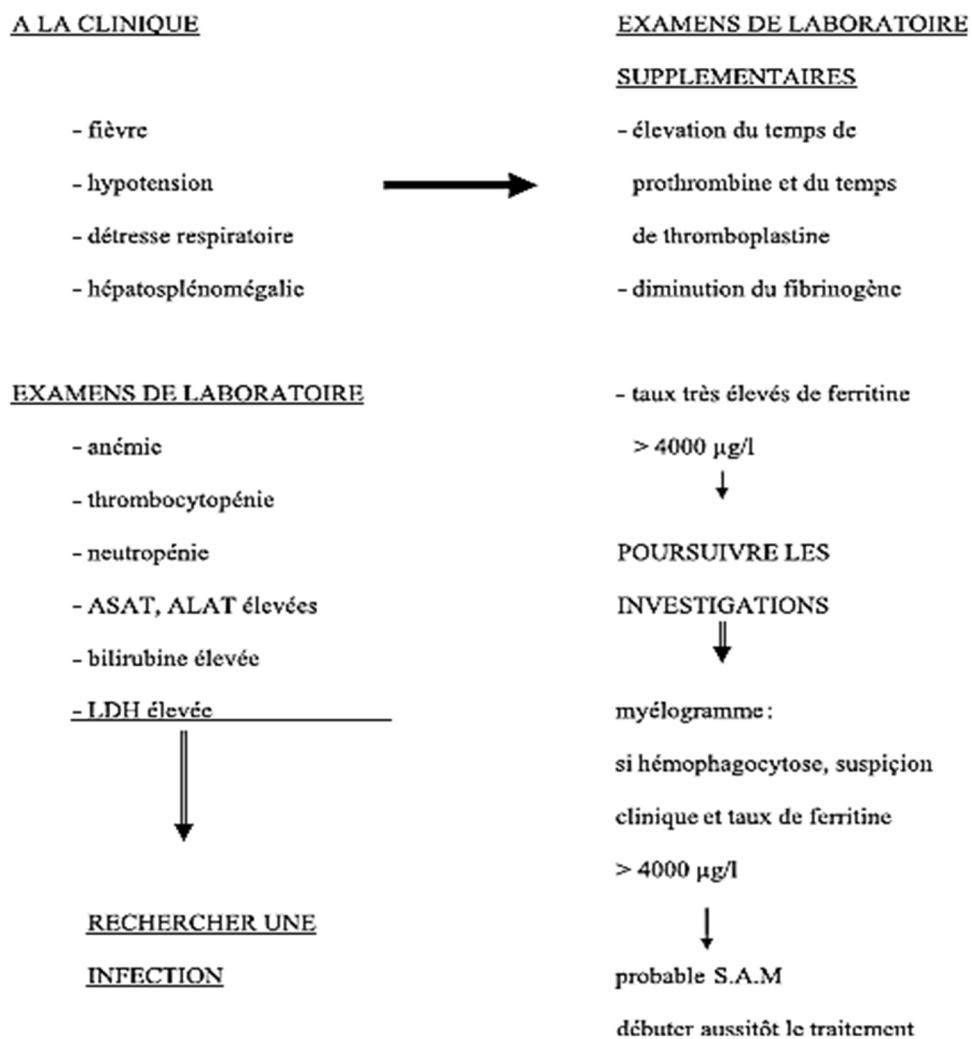 A LA CLINIQUE
- fièvre
- hypotension
- détresse respiratoire
- hépatosplénomégalie
EXAMENS DE LABORATOIRE
- anémie
- thrombocytopénie
- neutropénie
- ASAT, ALAT élevées
- bilirubine élevée
- LDH élevée
RECHERCHER UNE
INFECTION
EXAMENS DE LABORATOIRE
SUPPLEMENTAIRES
- élevation du temps de
prothrombine et du temps
de thromboplastine
- diminution du fibrinogène
- taux très élevés de ferritine
> 4000 µg/l
POURSUIVRE LES
INVESTIGATIONS
myélogramme :
si hémophagocytose, suspiçion
clinique et taux de ferritine
> 4000 µg/l
probable S.A.M
débuter aussitôt le traitement